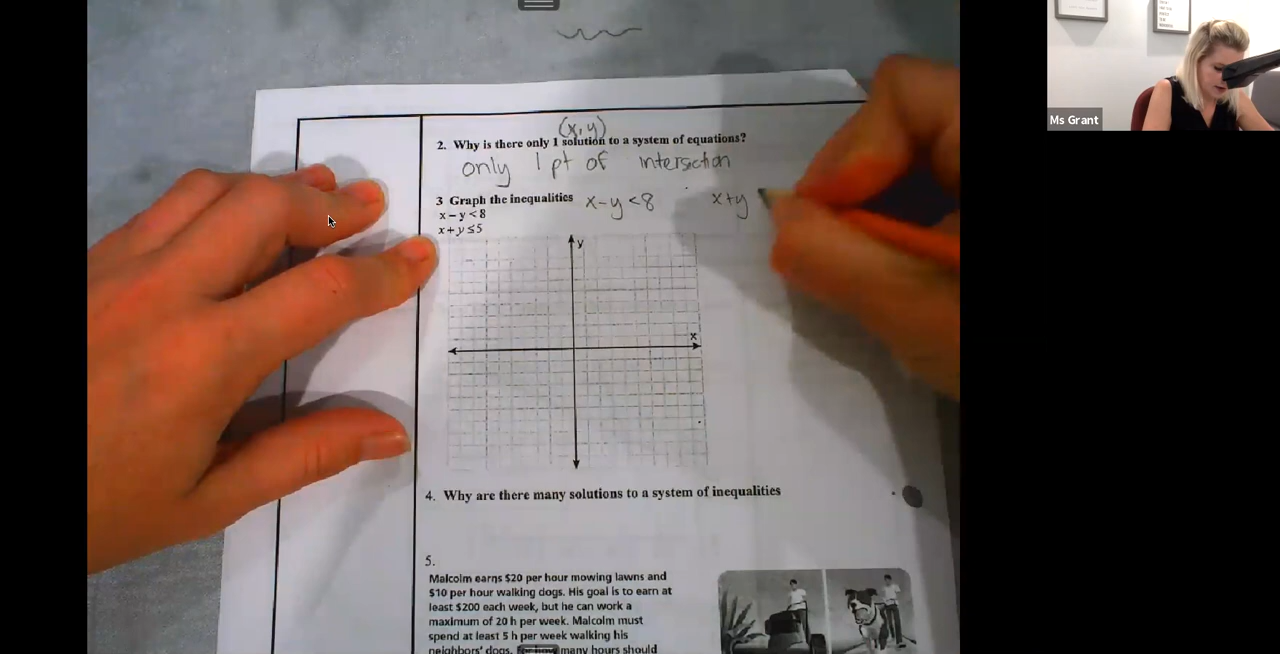 (x,y)
2. Why is there only 1 solution to a system of equations?
only 1 pt of intersection
3 Graph the inequalities x-y<8 x+y
x-y<8
x+y≤5
y
x
4. Why are there many solutions to a system of inequalities
5.
Malcolm earns $20 per hour mowing lawns and
$10 per hour walking dogs. His goal is to earn at
least $200 each week, but he can work a
maximum of 20 h per week. Malcolm must
spend at least 5 h per week walking his
neighbors' dogs. For how many hours should
Ms Grant